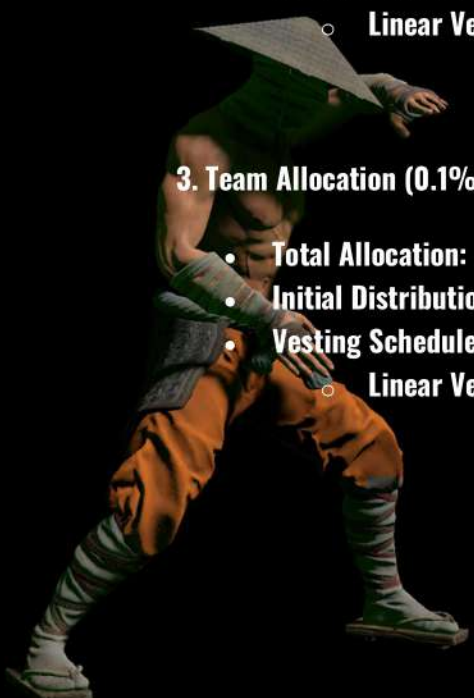 Linear Ve
3. Team Allocation (0.1%
Total Allocation:
Initial Distributio
Vesting Schedule
Linear Ve